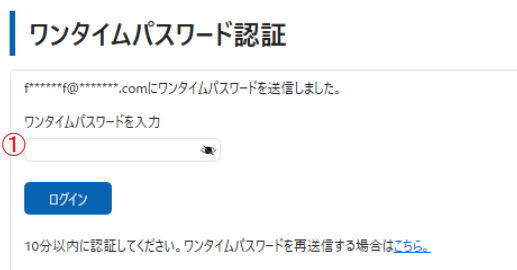 ワンタイムパスワード認証
f******f@*******.comにワンタイムパスワードを送信しました。
ワンタイムパスワードを入力
①
ログイン
10分以内に認証してください。ワンタイムパスワードを再送信する場合はこちら。